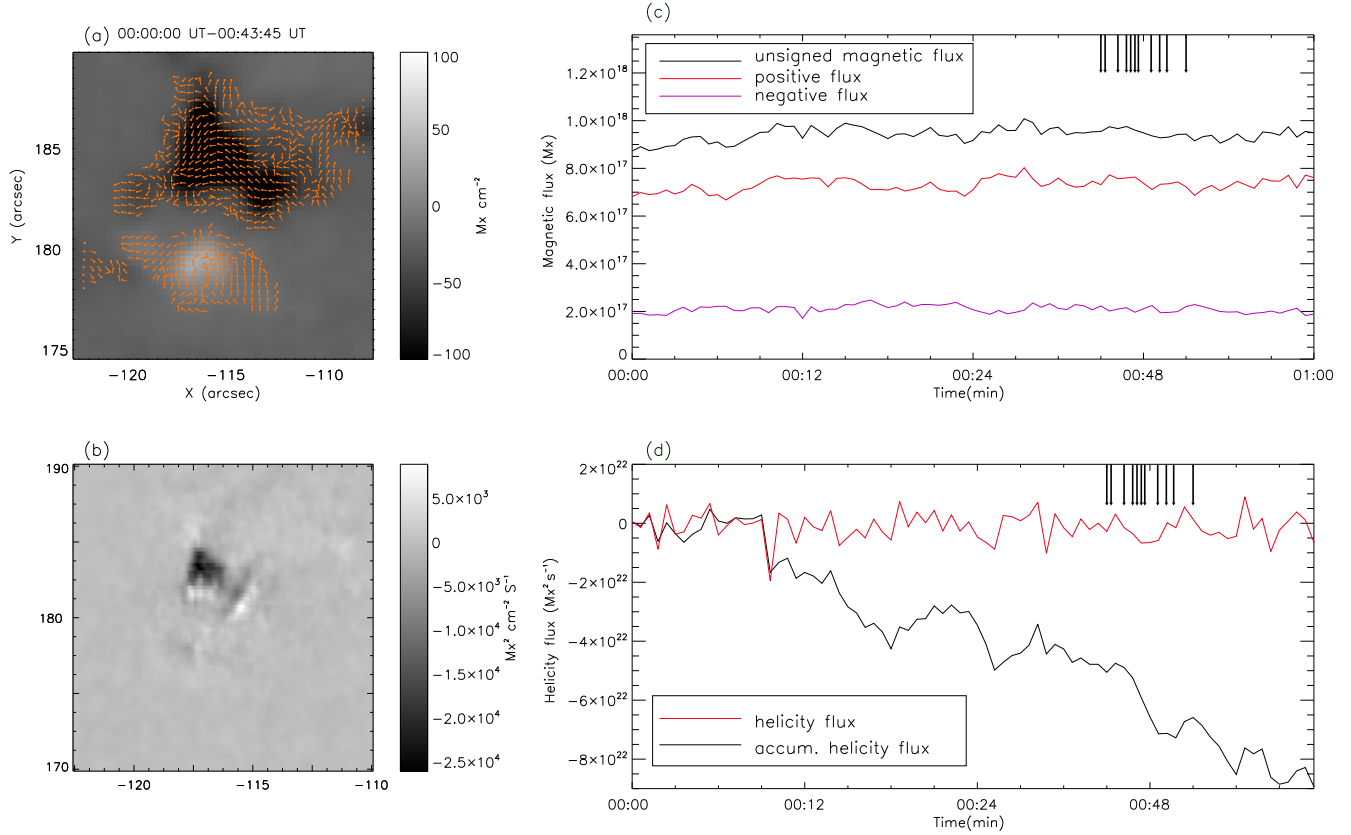 (a) 00:00:00 UT−00:43:45 UT
185
180
175
Y (arcsec)
−120
−115
−110
X (arcsec)
100
50
0
−50
−100
Mx cm⁻²
(b)
190
180
170
−120
−115
−110
5.0×10³
0
−5.0×10³
−1.0×10⁴
−1.5×10⁴
−2.0×10⁴
−2.5×10⁴
Mx² cm⁻² S⁻¹
(c)
unsigned magnetic flux
positive flux
negative flux
1.2×10¹⁸
1.0×10¹⁸
8.0×10¹⁷
6.0×10¹⁷
4.0×10¹⁷
2.0×10¹⁷
0
Magnetic flux (Mx)
00:00
00:12
00:24
00:48
01:00
Time(min)
(d)
2×10²²
0
−2×10²²
−4×10²²
−6×10²²
−8×10²²
Helicity flux (Mx² s⁻¹)
helicity flux
accum. helicity flux
00:00
00:12
00:24
00:48
Time(min)